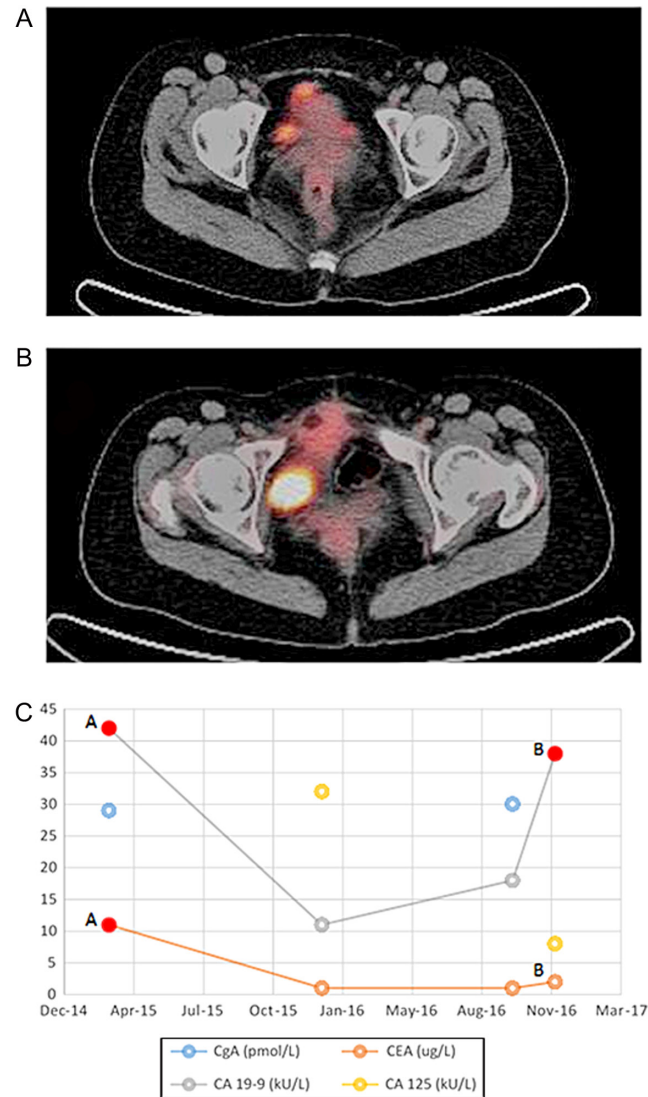 A
B
C
45
40
35
30
25
20
15
10
5
0
A
B
A
B
Dec-14 Apr-15 Jul-15 Oct-15 Jan-16 May-16 Aug-16 Nov-16 Mar-17
CgA (pmol/L) CEA (ug/L)
CA 19-9 (kU/L) CA 125 (kU/L)